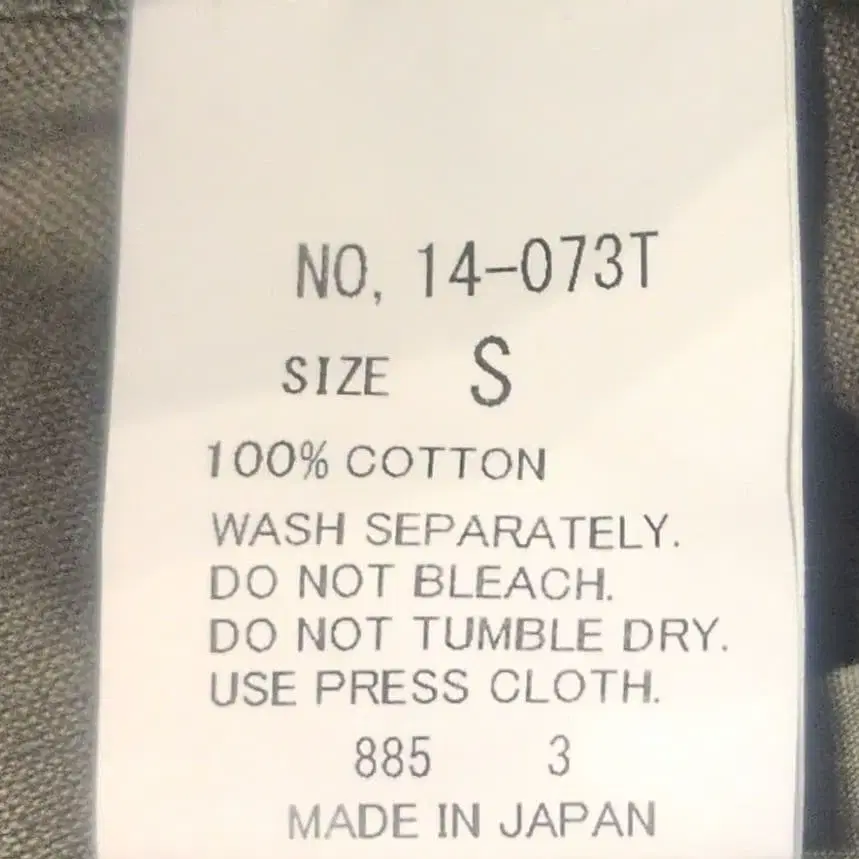 NO, 14-073T
SIZE S
100% COTTON
WASH SEPARATELY.
DO NOT BLEACH.
DO NOT TUMBLE DRY.
USE PRESS CLOTH.
885 3
MADE IN JAPAN